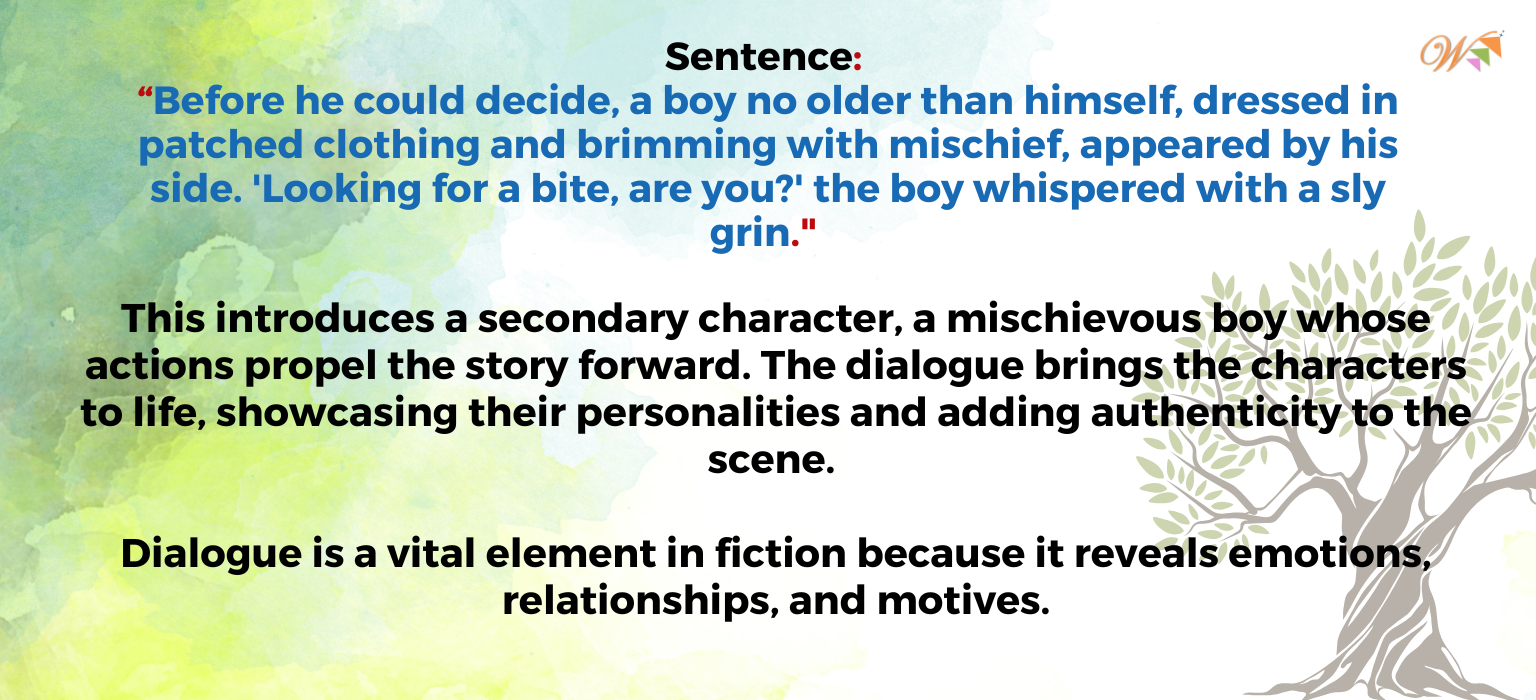 Sentence:
“Before he could decide, a boy no older than himself, dressed in
patched clothing and brimming with mischief, appeared by his
side. 'Looking for a bite, are you?' the boy whispered with a sly
grin."
This introduces a secondary character, a mischievous boy whose
actions propel the story forward. The dialogue brings the characters
to life, showcasing their personalities and adding authenticity to the
scene.
Dialogue is a vital element in fiction because it reveals emotions,
relationships, and motives.
W